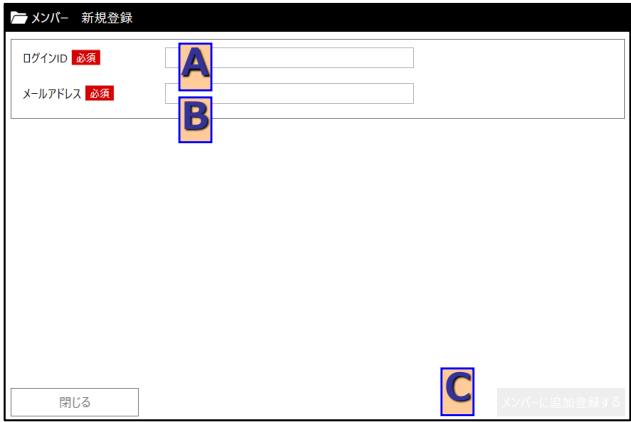 メンバー 新規登録
ログインID 必須
A
メールアドレス 必須
B
C
閉じる
メンバーに追加登録する